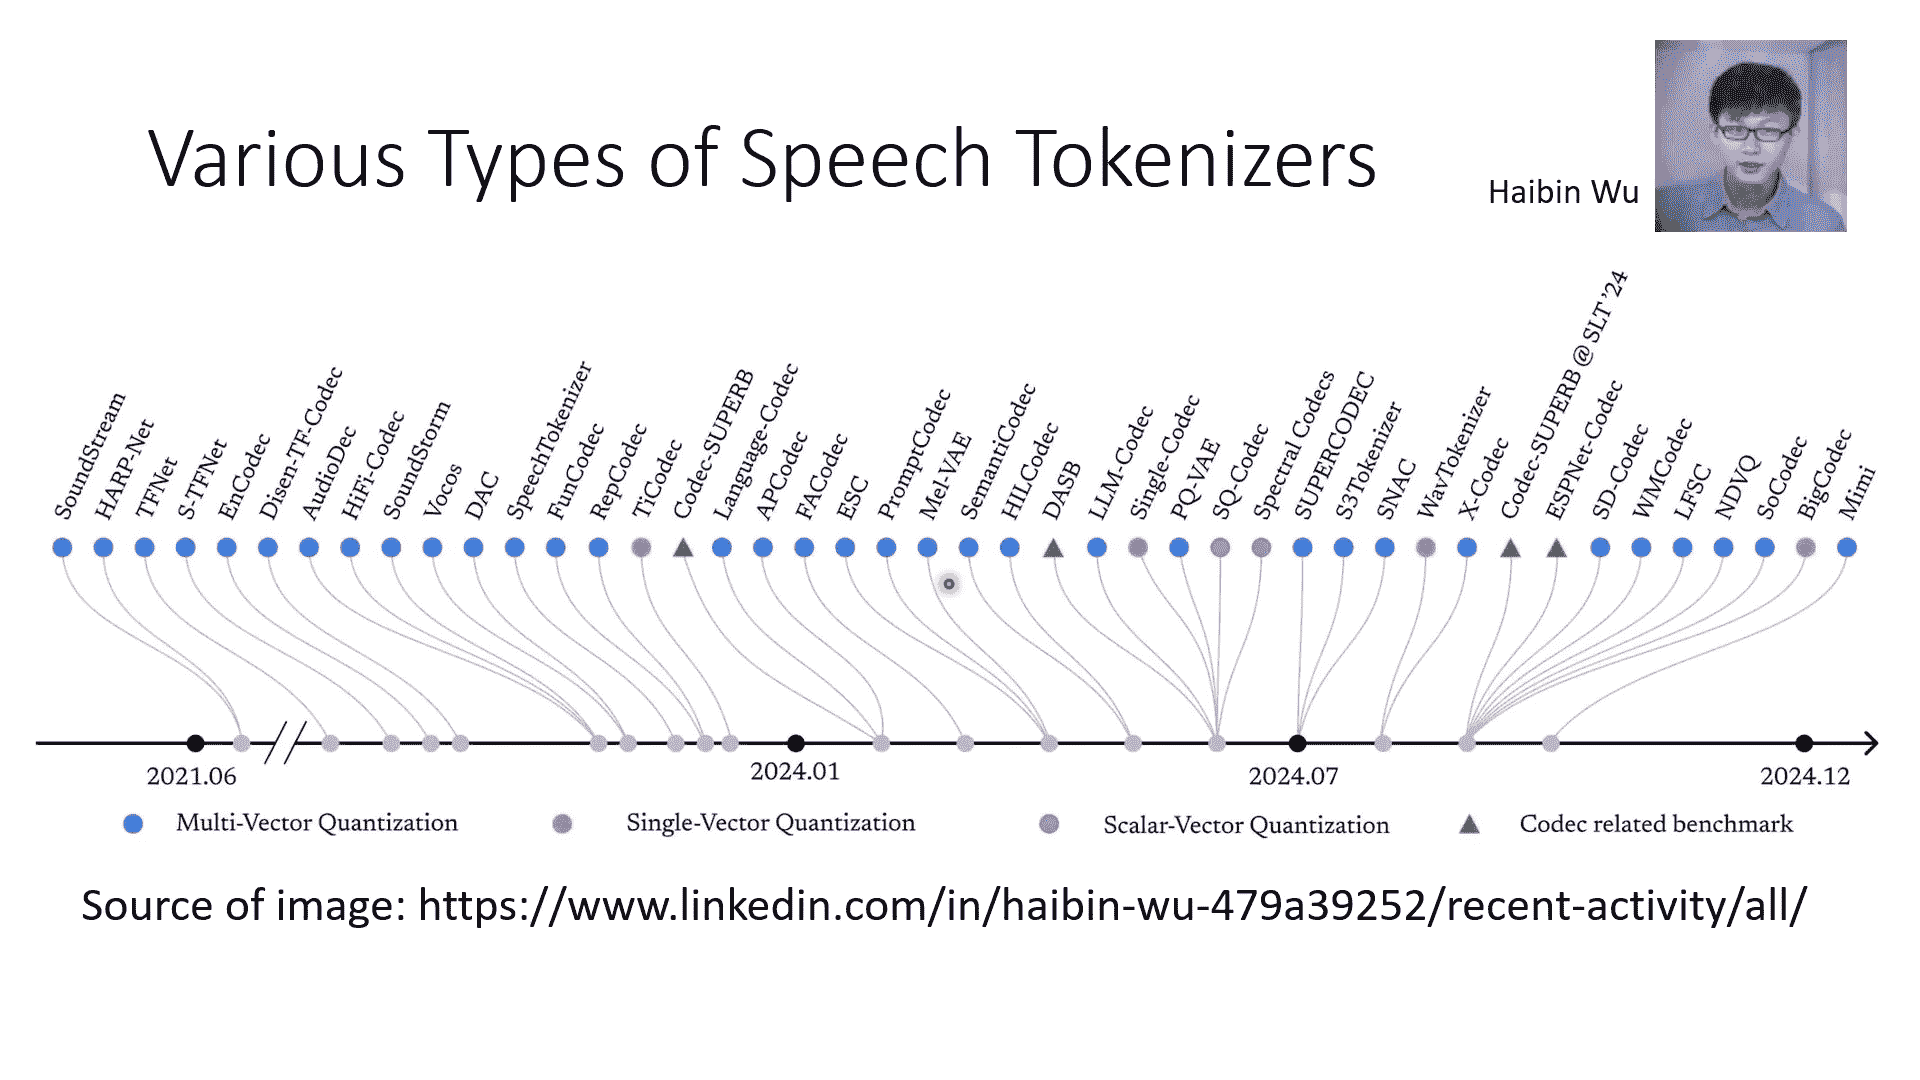 Various Types of Speech Tokenizers
Haibin Wu
SoundStream
HARP-Net
TFNet
S-TFNet
EnCodec
Disen-TF-Codec
AudioDec
HiFi-Codec
SoundStorm
Vocos
DAC
SpeechTokenizer
FunCodec
RepCodec
TiCodec
Codec-SUPERB
Language-Codec
APCodec
FACodec
ESC
PromptCodec
Mel-VAE
SemantiCodec
HILCodec
DASB
LLM-Codec
Single-Codec
PQ-VAE
SQ-Codec
Spectral Codecs
SUPERCODEC
S3Tokenizer
SNAC
WavTokenizer
X-Codec
Codec-SUPERB @ SLT'24
ESPNet-Codec
SD-Codec
WMCodec
LFSC
NDVQ
SoCodec
BigCodec
Mimi
2021.06
2024.01
2024.07
2024.12
Multi-Vector Quantization
Single-Vector Quantization
Scalar-Vector Quantization
Codec related benchmark
Source of image: https://www.linkedin.com/in/haibin-wu-479a39252/recent-activity/all/